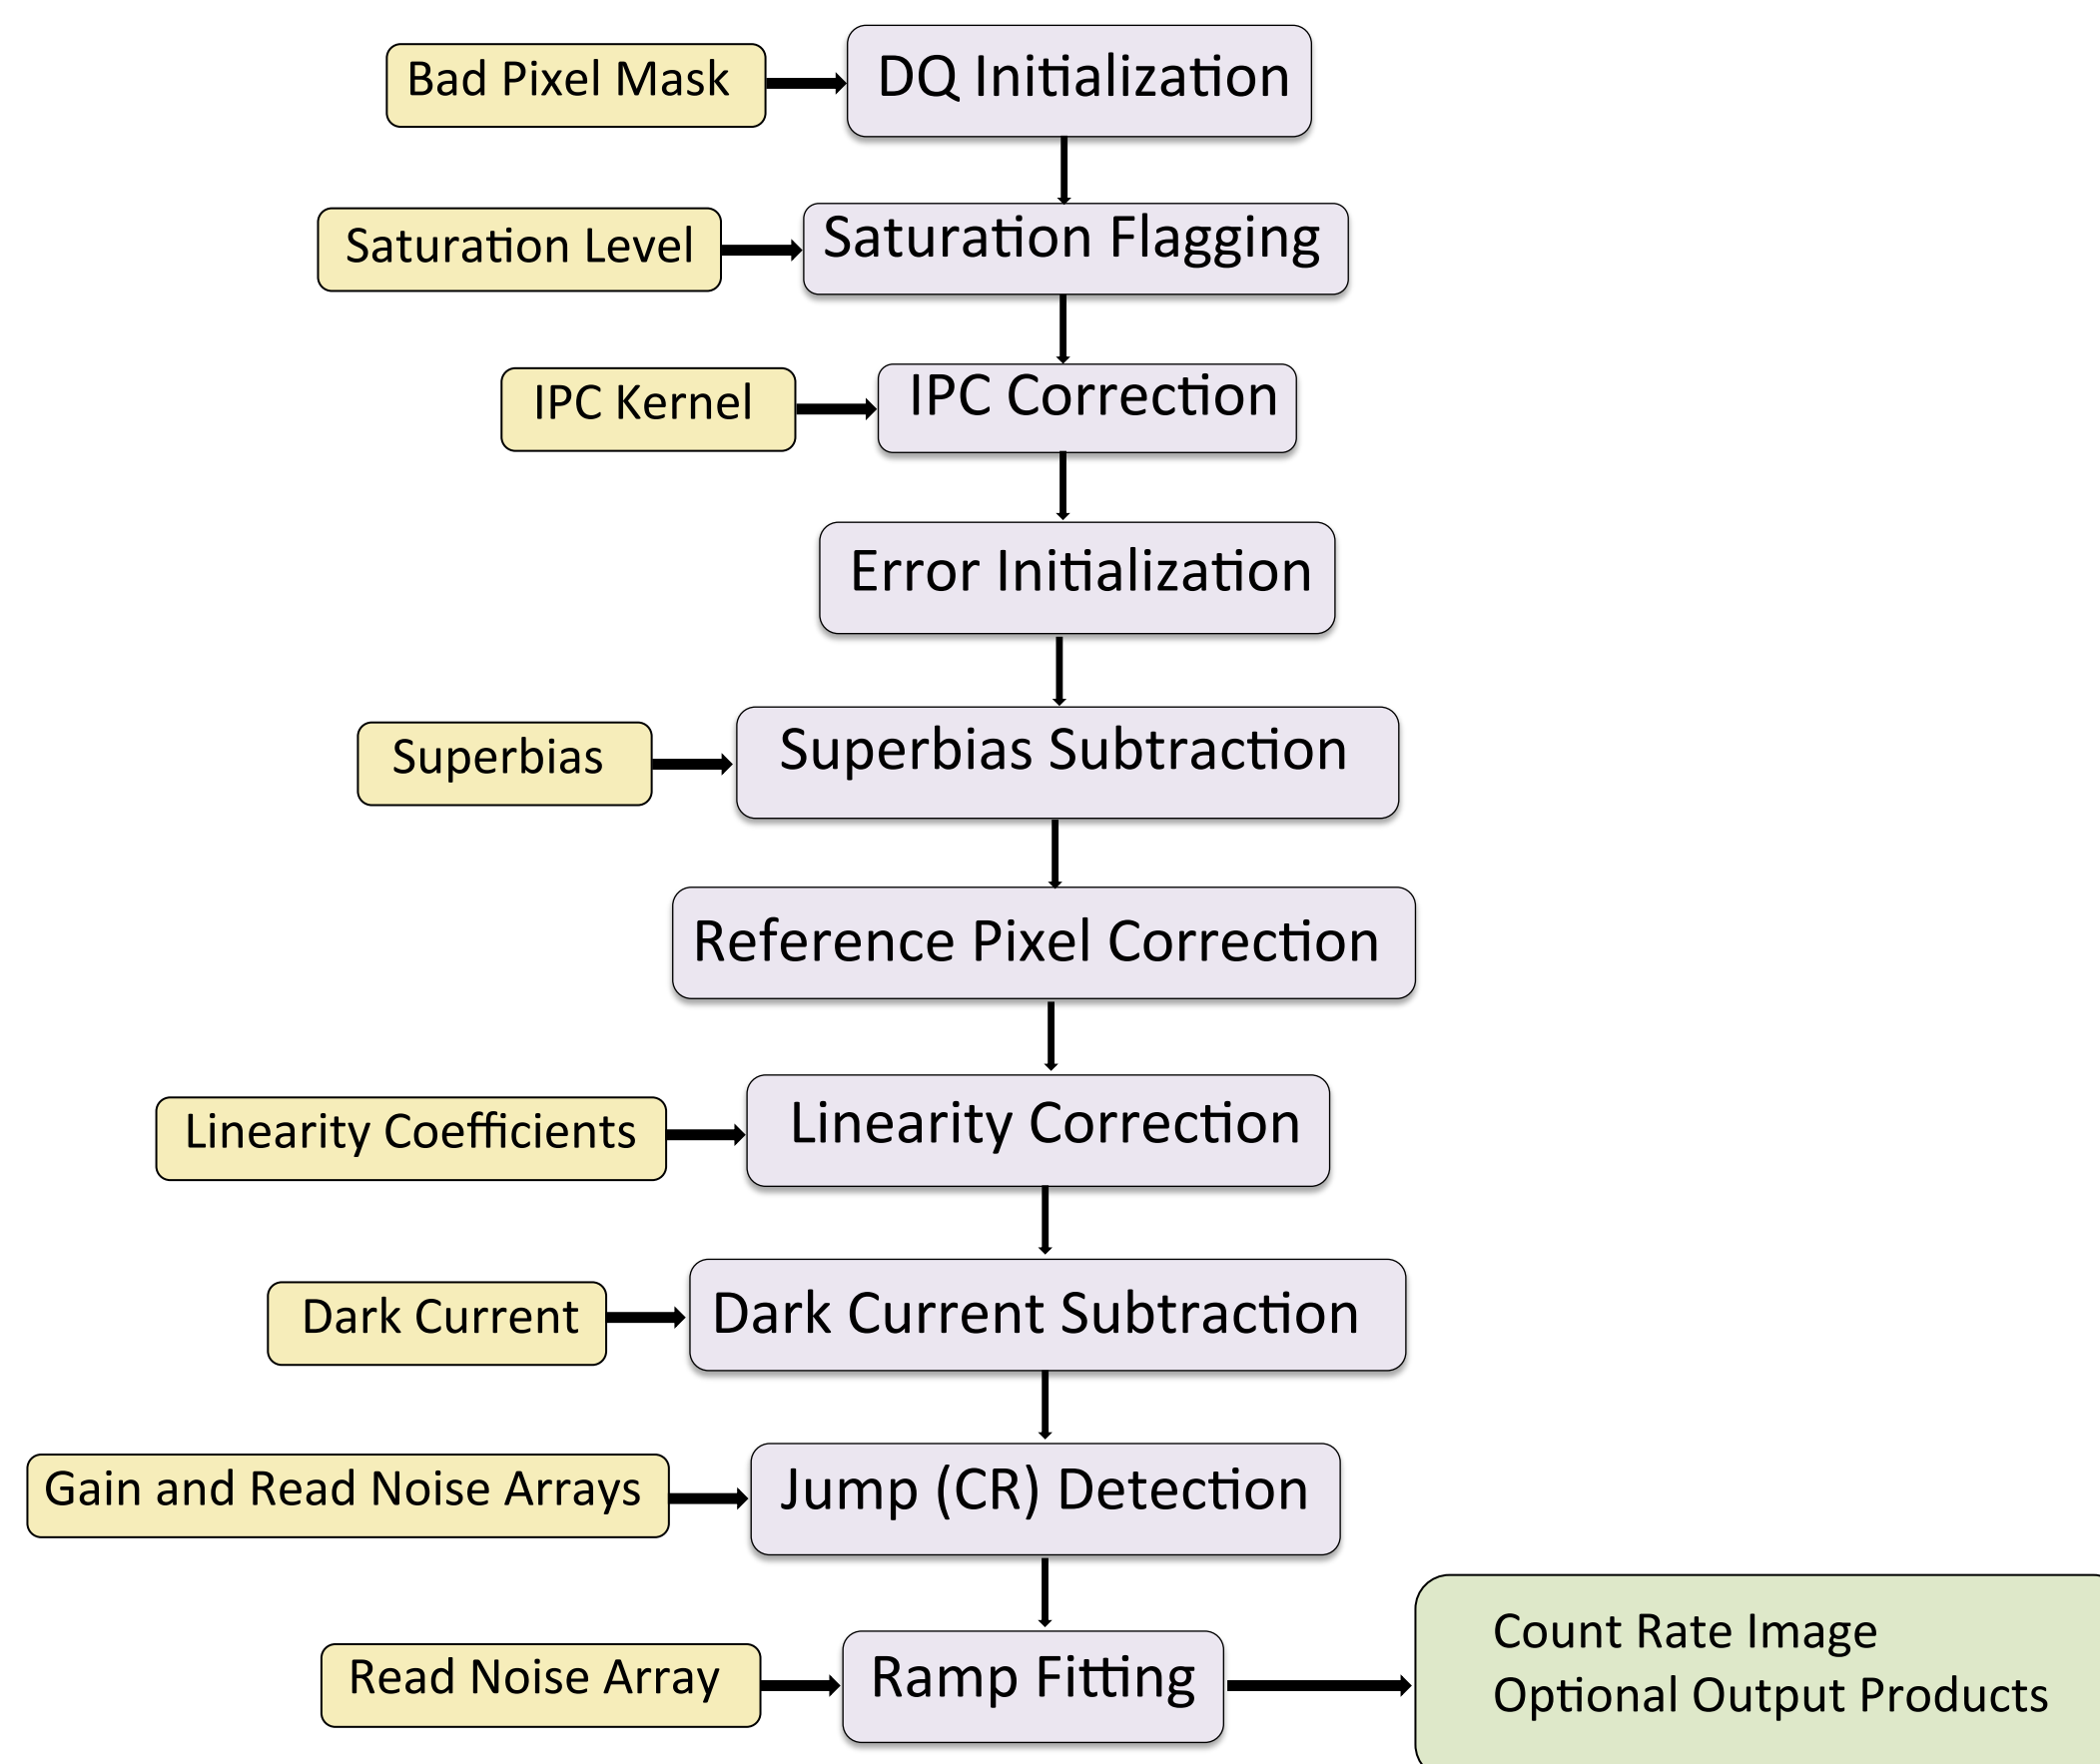 Bad Pixel Mask
DQ Initialization
Saturation Level
Saturation Flagging
IPC Kernel
IPC Correction
Error Initialization
Superbias
Superbias Subtraction
Reference Pixel Correction
Linearity Coefficients
Linearity Correction
Dark Current
Dark Current Subtraction
Gain and Read Noise Arrays
Jump (CR) Detection
Read Noise Array
Ramp Fitting
Count Rate Image
Optional Output Products